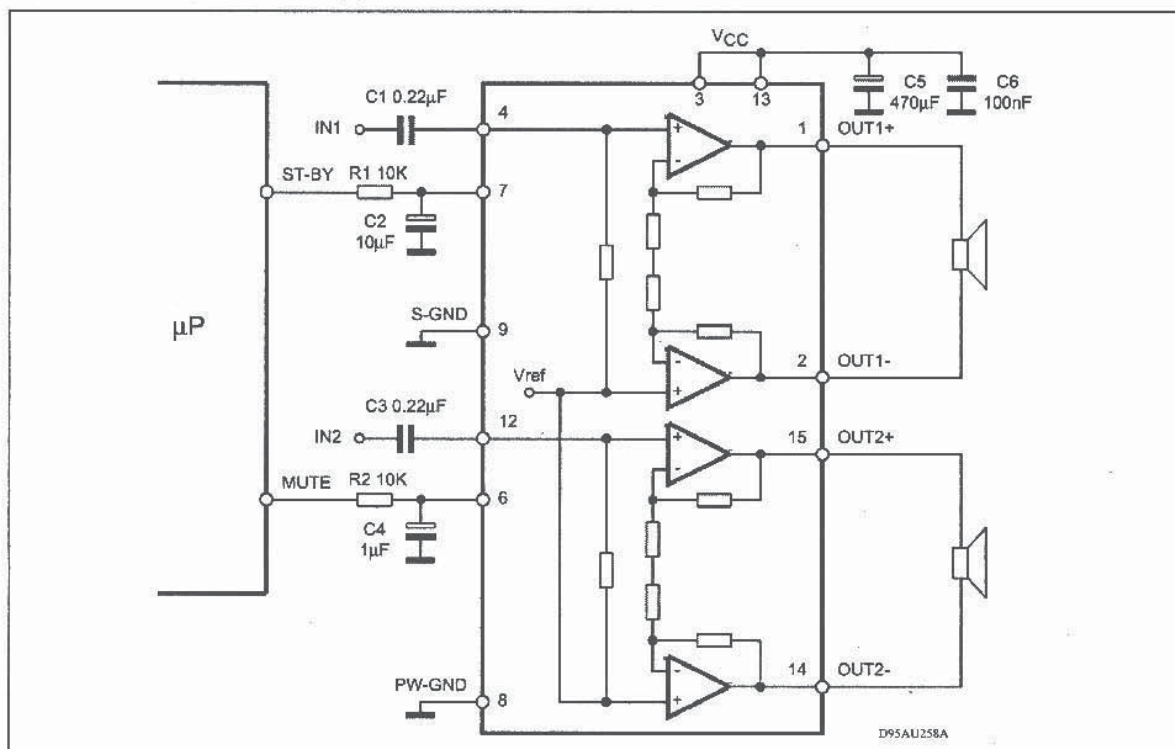 VCC
3
13
C5
470µF
C6
100nF
C1 0.22µF
IN1
4
1
OUT1+
ST-BY
R1 10K
7
C2
10µF
+
-
µP
S-GND
9
-
+
2
OUT1-
Vref
C3 0.22µF
IN2
12
+
-
15
OUT2+
MUTE
R2 10K
6
C4
1µF
-
+
14
OUT2-
PW-GND
8
D95AU258A